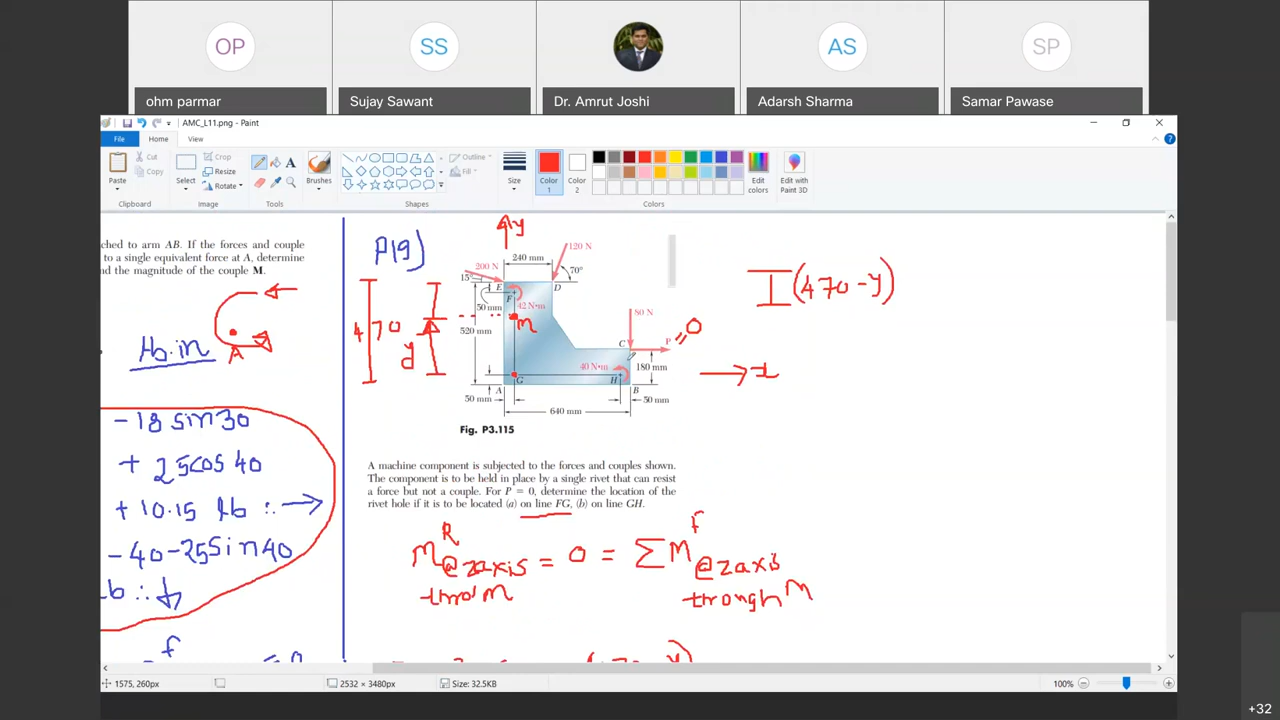 OP
SS
AS
SP
ohm parmar
Sujay Sawant
Dr. Amrut Joshi
Adarsh Sharma
Samar Pawase
AMC_L11.png - Paint
File
Home
View
Paste
Cut
Copy
Clipboard
Select
Crop
Resize
Rotate
Image
A
Tools
Brushes
Outline
Fill
Shapes
Size
Color 1
Color 2
Edit colors
Edit with Paint 3D
Colors
ched to arm AB. If the forces and couple
to a single equivalent force at A, determine
nd the magnitude of the couple M.
A
lb.in
-18 sin30
+ 25cos 40
+ 10.15 lb ∴ →
-40-25sin40
lb ∴ ↓
f
P19)
y
120 N
240 mm
200 N
70°
15°
E
D
F
50 mm
42 N·m
M
470
y
520 mm
80 N
C
P
=0
180 mm
40 N·m
G
H
A
B
50 mm
50 mm
640 mm
Fig. P3.115
(470-y)
→ x
A machine component is subjected to the forces and couples shown.
The component is to be held in place by a single rivet that can resist
a force but not a couple. For P = 0, determine the location of the
rivet hole if it is to be located (a) on line FG, (b) on line GH.
M R @zaxis = 0 = ΣM F @zaxis
throu M
through M
(470-y)
1575, 260px
2532 × 3480px
Size: 32.5KB
100%
+32